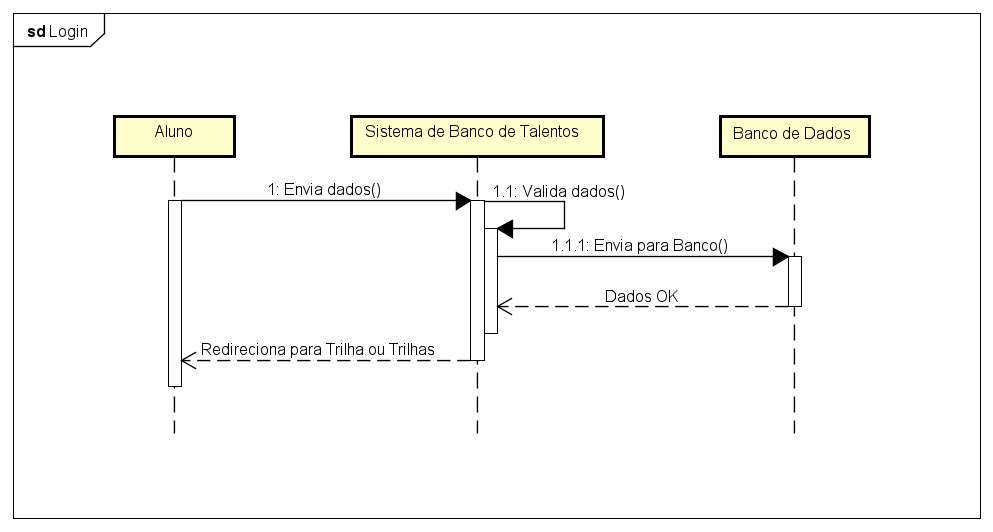 sd Login
Aluno
Sistema de Banco de Talentos
Banco de Dados
1: Envia dados()
1.1: Valida dados()
1.1.1: Envia para Banco()
Dados OK
Redireciona para Trilha ou Trilhas